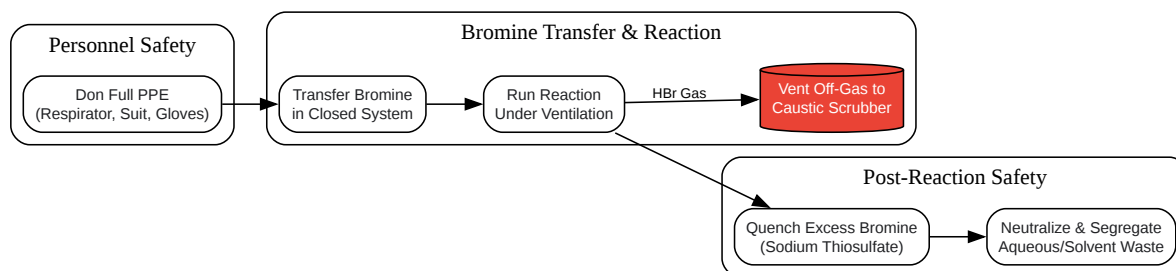 Personnel Safety
Don Full PPE
(Respirator, Suit, Gloves)
Bromine Transfer & Reaction
Transfer Bromine
in Closed System
Run Reaction
Under Ventilation
HBr Gas
Vent Off-Gas to
Caustic Scrubber
Post-Reaction Safety
Quench Excess Bromine
(Sodium Thiosulfate)
Neutralize & Segregate
Aqueous/Solvent Waste